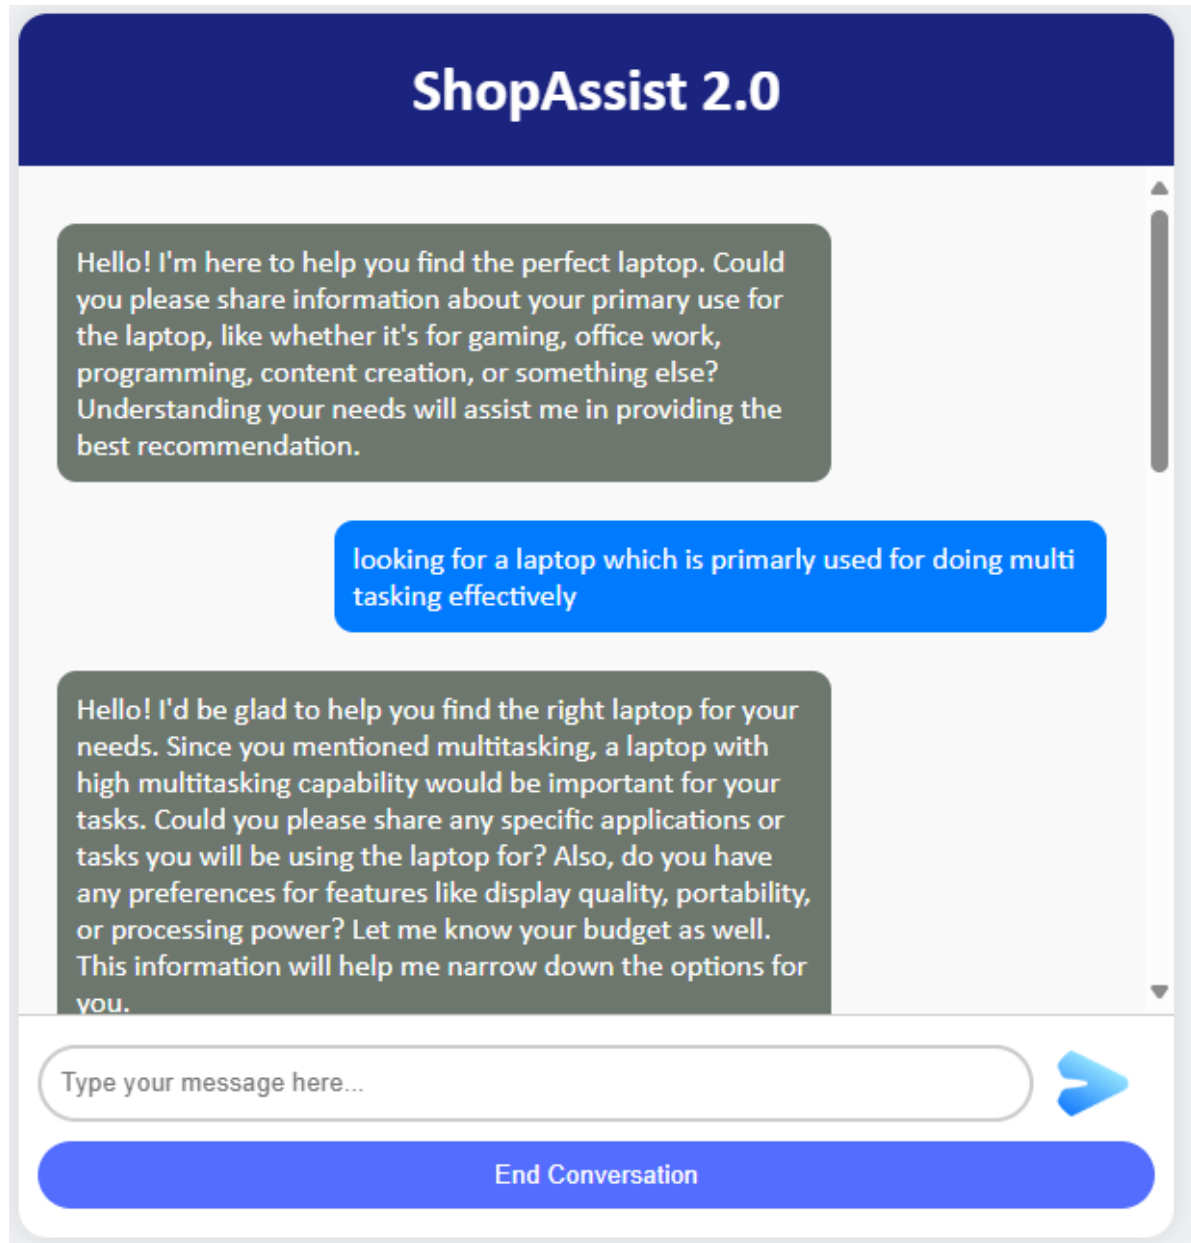 ShopAssist 2.0
Hello! I'm here to help you find the perfect laptop. Could
you please share information about your primary use for
the laptop, like whether it's for gaming, office work,
programming, content creation, or something else?
Understanding your needs will assist me in providing the
best recommendation.
looking for a laptop which is primarly used for doing multi
tasking effectively
Hello! I'd be glad to help you find the right laptop for your
needs. Since you mentioned multitasking, a laptop with
high multitasking capability would be important for your
tasks. Could you please share any specific applications or
tasks you will be using the laptop for? Also, do you have
any preferences for features like display quality, portability,
or processing power? Let me know your budget as well.
This information will help me narrow down the options for
you.
Type your message here...
End Conversation